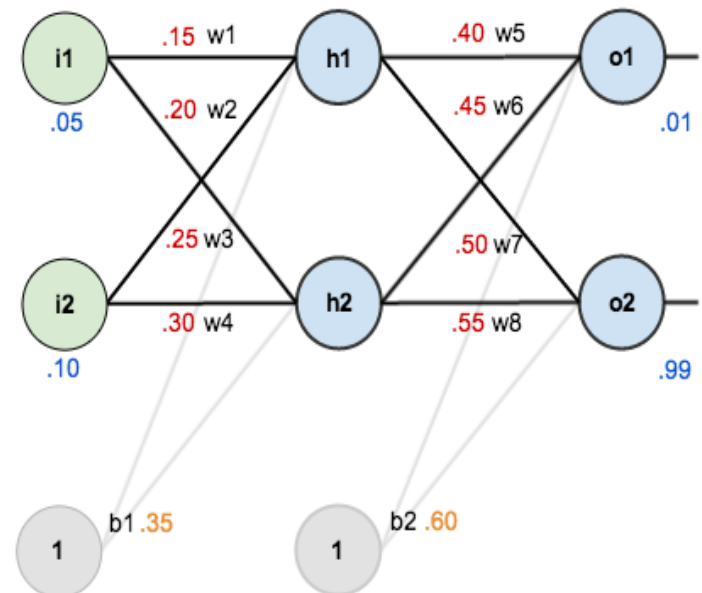 .15 w1
.40 w5
i1
h1
o1
.20 w2
.45 w6
.05
.01
.25 w3
.50 w7
i2
h2
o2
.30 w4
.55 w8
.10
.99
b1 .35
b2 .60
1
1